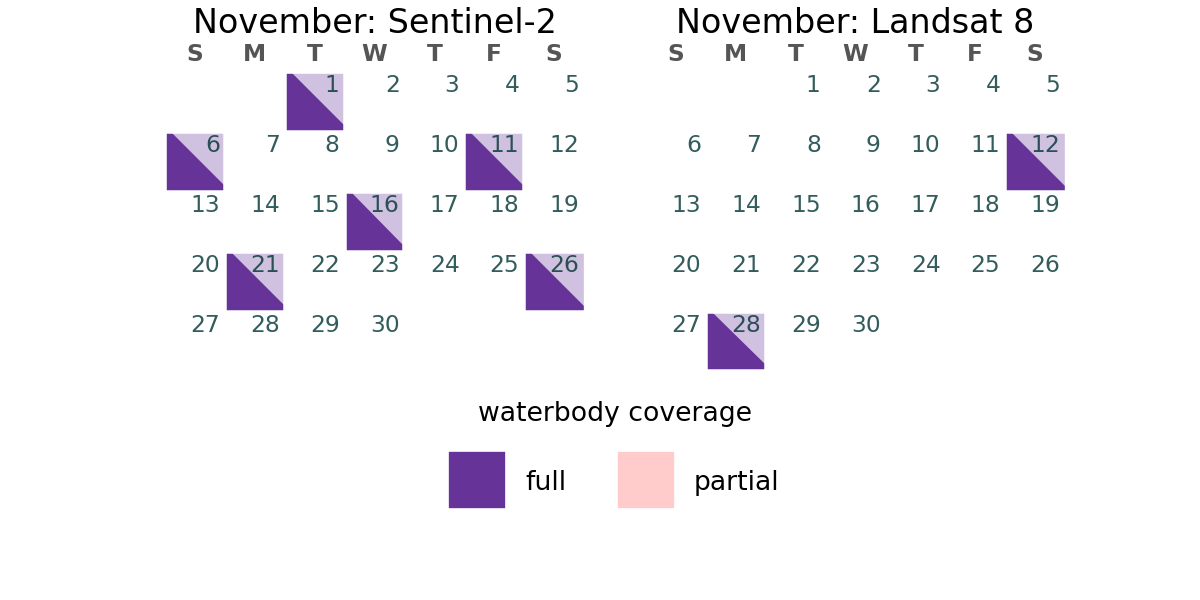 November: Sentinel-2
S M T W T F S
1 2 3 4 5
6 7 8 9 10 11 12
13 14 15 16 17 18 19
20 21 22 23 24 25 26
27 28 29 30
November: Landsat 8
S M T W T F S
1 2 3 4 5
6 7 8 9 10 11 12
13 14 15 16 17 18 19
20 21 22 23 24 25 26
27 28 29 30
waterbody coverage
full partial